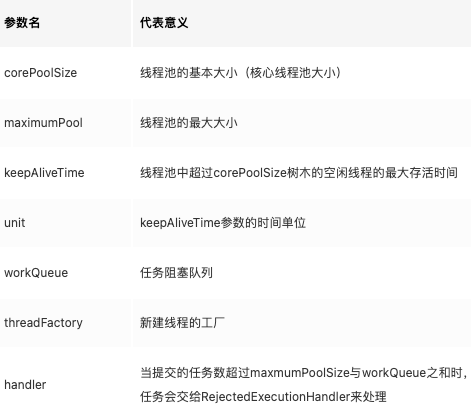 参数名 代表意义
corePoolSize 线程池的基本大小（核心线程池大小）
maximumPool 线程池的最大大小
keepAliveTime 线程池中超过corePoolSize树木的空闲线程的最大存活时间
unit keepAliveTime参数的时间单位
workQueue 任务阻塞队列
threadFactory 新建线程的工厂
handler 当提交的任务数超过maxmumPoolSize与workQueue之和时，
任务会交给RejectedExecutionHandler来处理